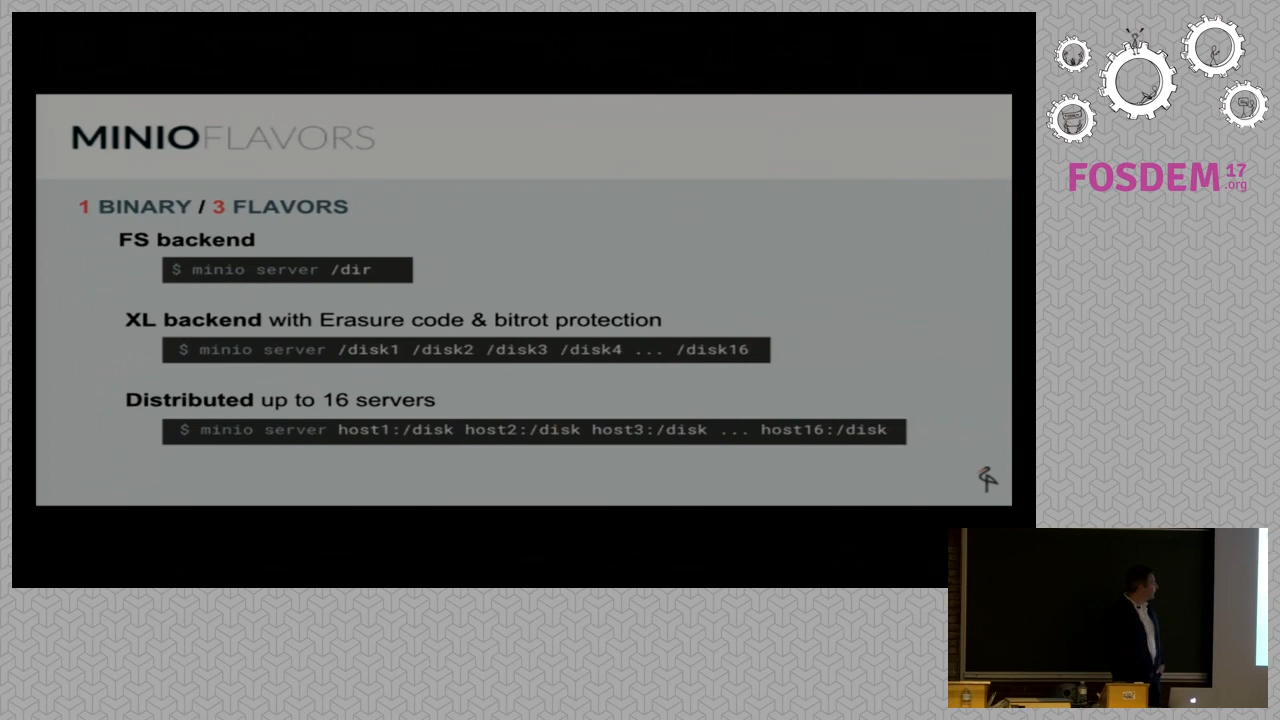 MINIOFLAVORS
1 BINARY / 3 FLAVORS
FS backend
$ minio server /dir
XL backend with Erasure code & bitrot protection
$ minio server /disk1 /disk2 /disk3 /disk4 ... /disk16
Distributed up to 16 servers
$ minio server host1:/disk host2:/disk host3:/disk ... host16:/disk
FOSDEM 17
.org